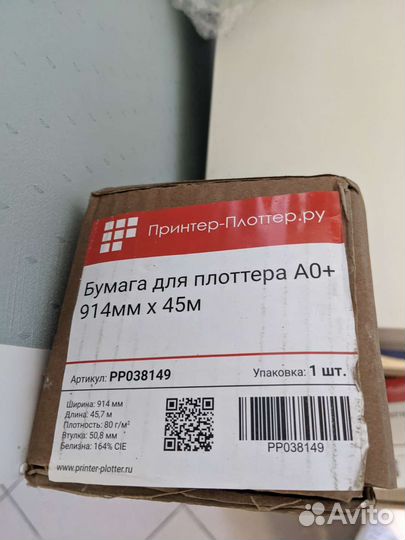 Принтер-Плоттер.ру
Бумага для плоттера А0+
914мм х 45м
Артикул: PP038149
Упаковка: 1 шт.
Ширина: 914 мм
Длина: 45,7 м
Плотность: 80 г/м²
Втулка: 50,8 мм
Белизна: 164% CIE
PP038149
www.printer-plotter.ru
Avito